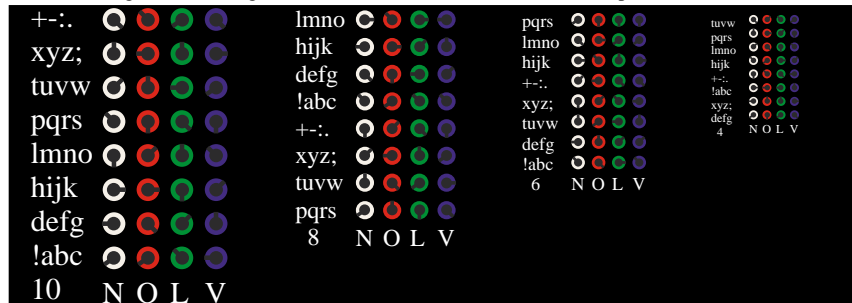 +-:.
xyz;
tuvw
pqrs
lmno
hijk
defg
!abc
10 N O L V
lmno
hijk
defg
!abc
+-:.
xyz;
tuvw
pqrs
8 N O L V
pqrs
lmno
hijk
+-:.
xyz;
tuvw
defg
!abc
6 N O L V
tuvw
pqrs
lmno
hijk
+-:.
!abc
xyz;
defg
4 N O L V